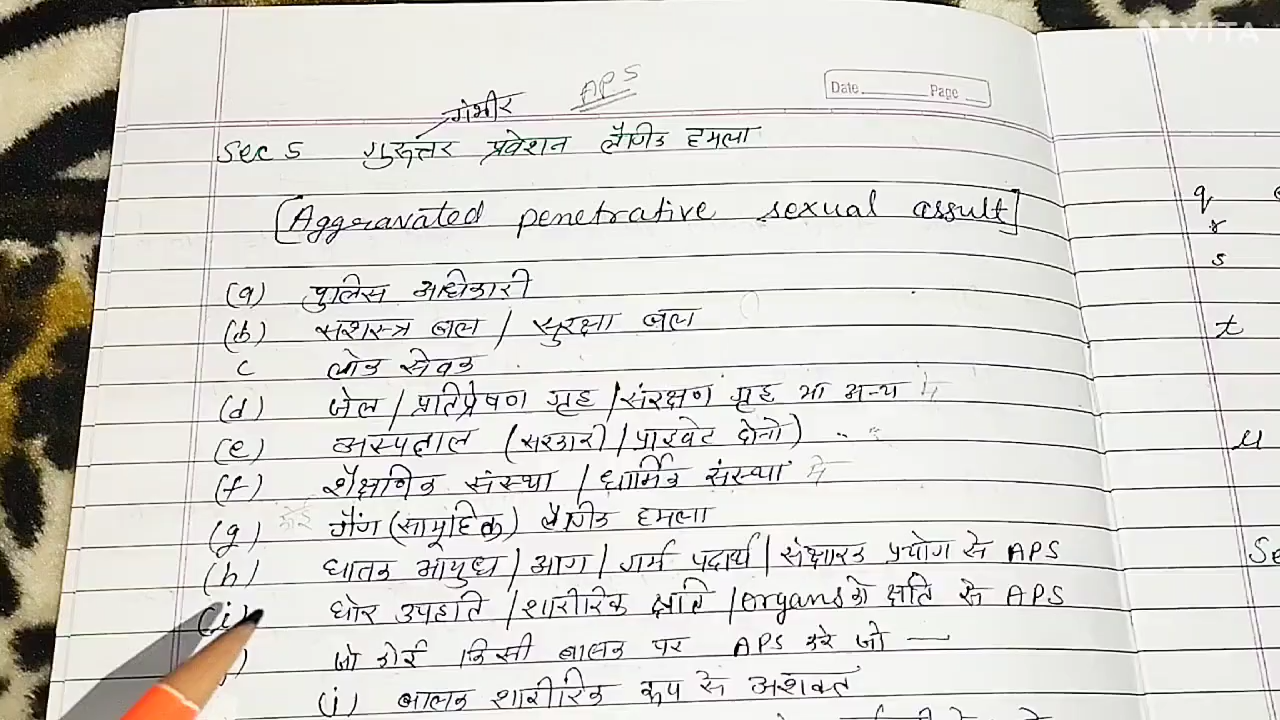 VITA
APS
गंभीर
Date Page
Sec 5 गुरूत्तर प्रवेशन लैंगिक हमला
[Aggravated penetrative sexual assult]
(a) पुलिस अधिकारी
(b) सशस्त्र बाल / सुरक्षा बल
c लोक सेवक
(d) जेल / प्रतिप्रेषण गृह / संरक्षण गृह या अन्य में
(e) अस्पताल (सरकारी / प्राइवेट दोनो)
(f) शैक्षणिक संस्था / धार्मिक संस्था में
(g) गैंग (सामूहिक) लैंगिक हमला
(h) घातक आयुध / आग / गर्म पदार्थ / संक्षारक प्रयोग से APS
(i) घोर उपहति / शारीरिक क्षति / organs को क्षति से APS
जो कोई किसी बालक पर APS करे जो —
(i) बालक शारीरिक रूप से अशक्त
q
r
s
t
u
Se